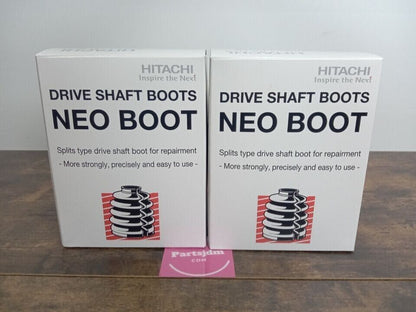 HITACHI
Inspire the Next
DRIVE SHAFT BOOTS
NEO BOOT
Splits type drive shaft boot for repairment
- More strongly, precisely and easy to use -
HITACHI
Inspire the Next
DRIVE SHAFT BOOTS
NEO BOOT
Splits type drive shaft boot for repairment
- More strongly, precisely and easy to use -
Partsjdm
COM